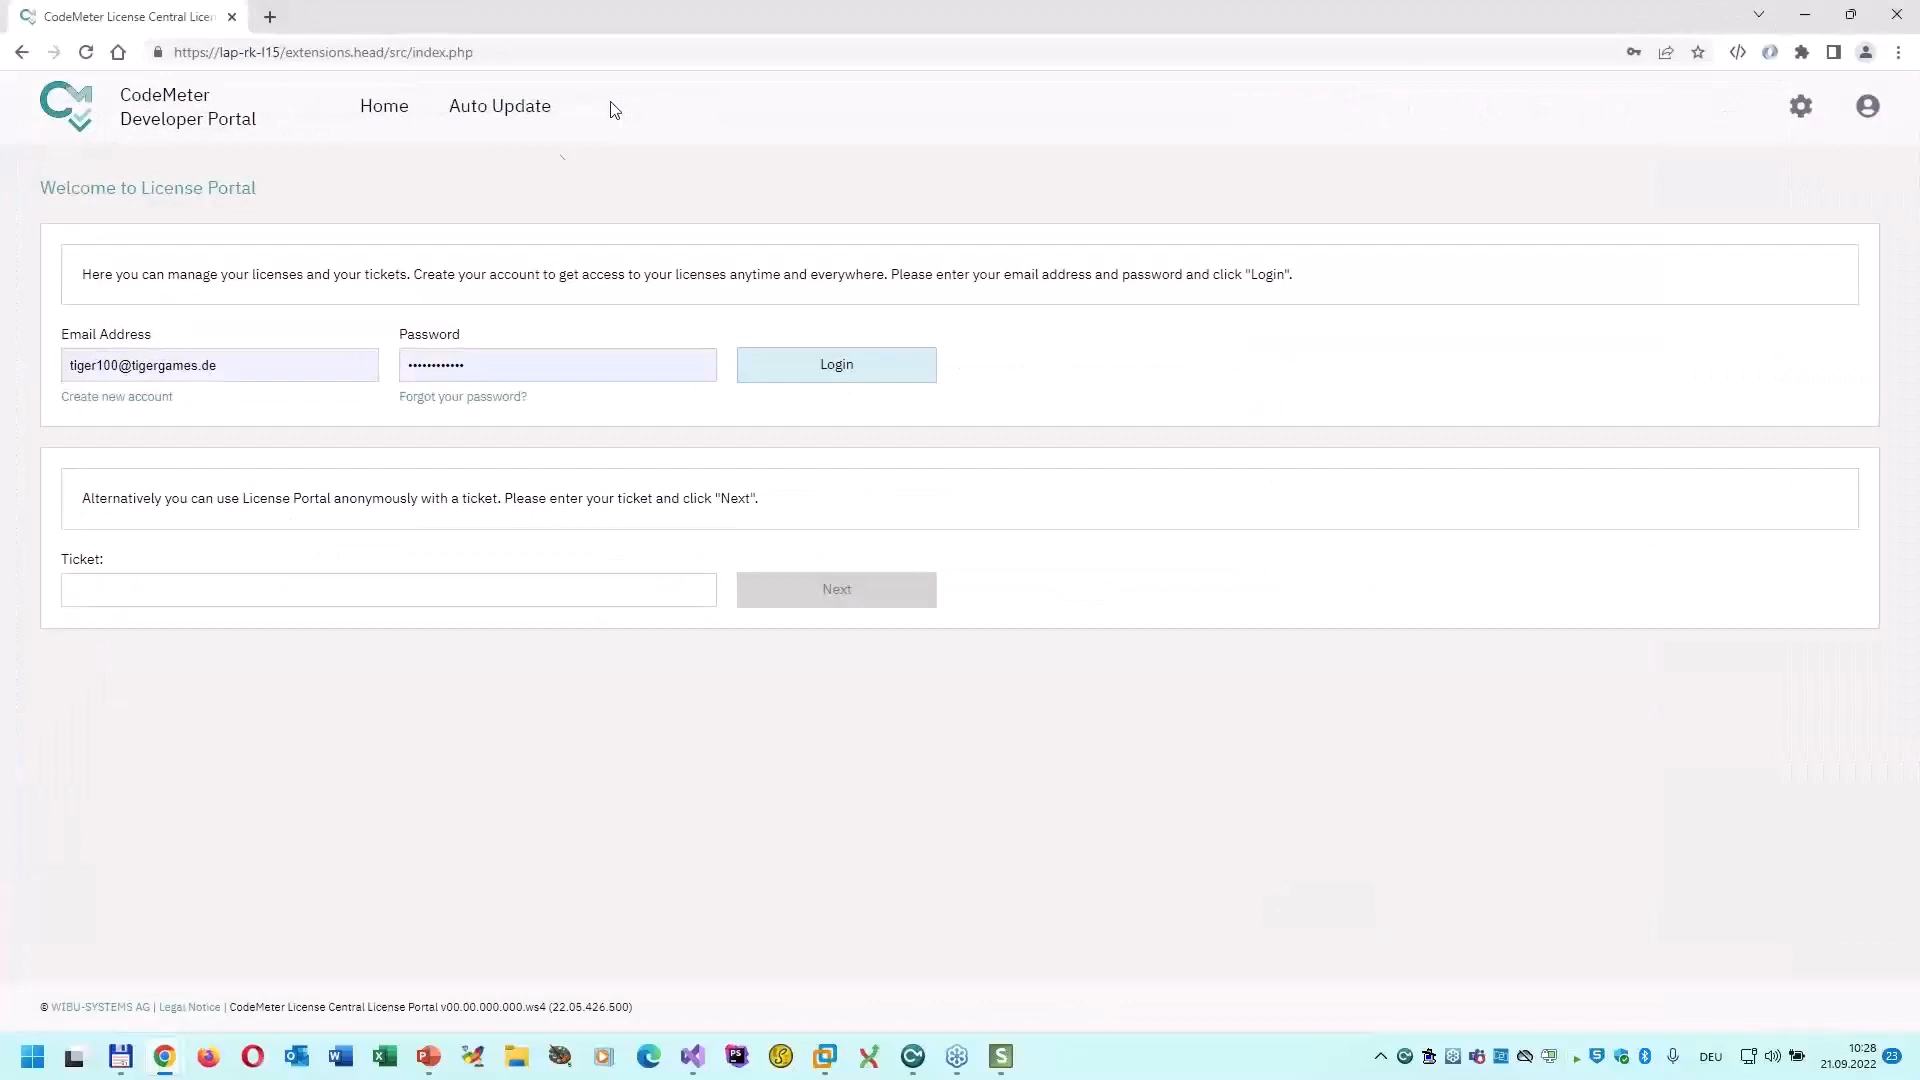 CodeMeter License Central Licen
https://lap-rk-l15/extensions.head/src/index.php
CodeMeter
Developer Portal
Home
Auto Update
Welcome to License Portal
Here you can manage your licenses and your tickets. Create your account to get access to your licenses anytime and everywhere. Please enter your email address and password and click "Login".
Email Address
Password
tiger100@tigergames.de
••••••••••••
Login
Create new account
Forgot your password?
Alternatively you can use License Portal anonymously with a ticket. Please enter your ticket and click "Next".
Ticket:
Next
© WIBU-SYSTEMS AG | Legal Notice | CodeMeter License Central License Portal v00.00.000.000.ws4 (22.05.426.500)
DEU
10:28
21.09.2022
23